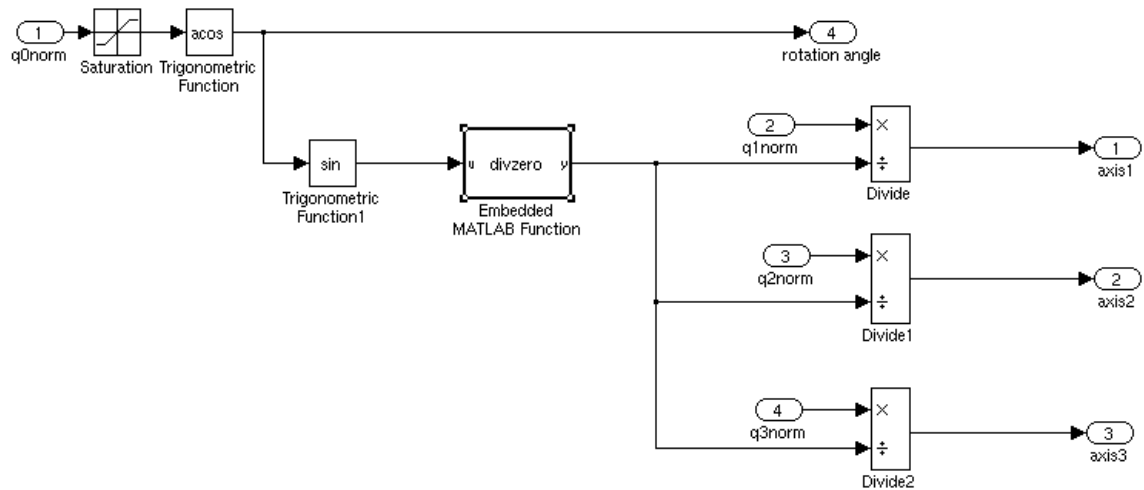 1
q0norm
Saturation
acos
Trigonometric
Function
4
rotation angle
sin
Trigonometric
Function1
u divzero y
Embedded
MATLAB Function
2
q1norm
×
÷
Divide
1
axis1
3
q2norm
×
÷
Divide1
2
axis2
4
q3norm
×
÷
Divide2
3
axis3